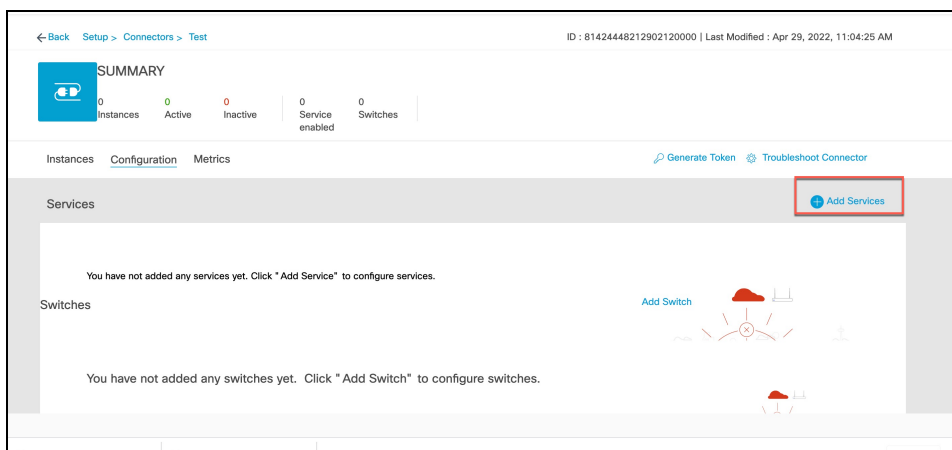 Back Setup > Connectors > Test
ID : 81424448212902120000 | Last Modified : Apr 29, 2022, 11:04:25 AM
SUMMARY
0 0 0 0 0
Instances Active Inactive Service enabled Switches
Instances Configuration Metrics
Generate Token Troubleshoot Connector
Services
Add Services
You have not added any services yet. Click "Add Service" to configure services.
Switches
Add Switch
You have not added any switches yet. Click "Add Switch" to configure switches.